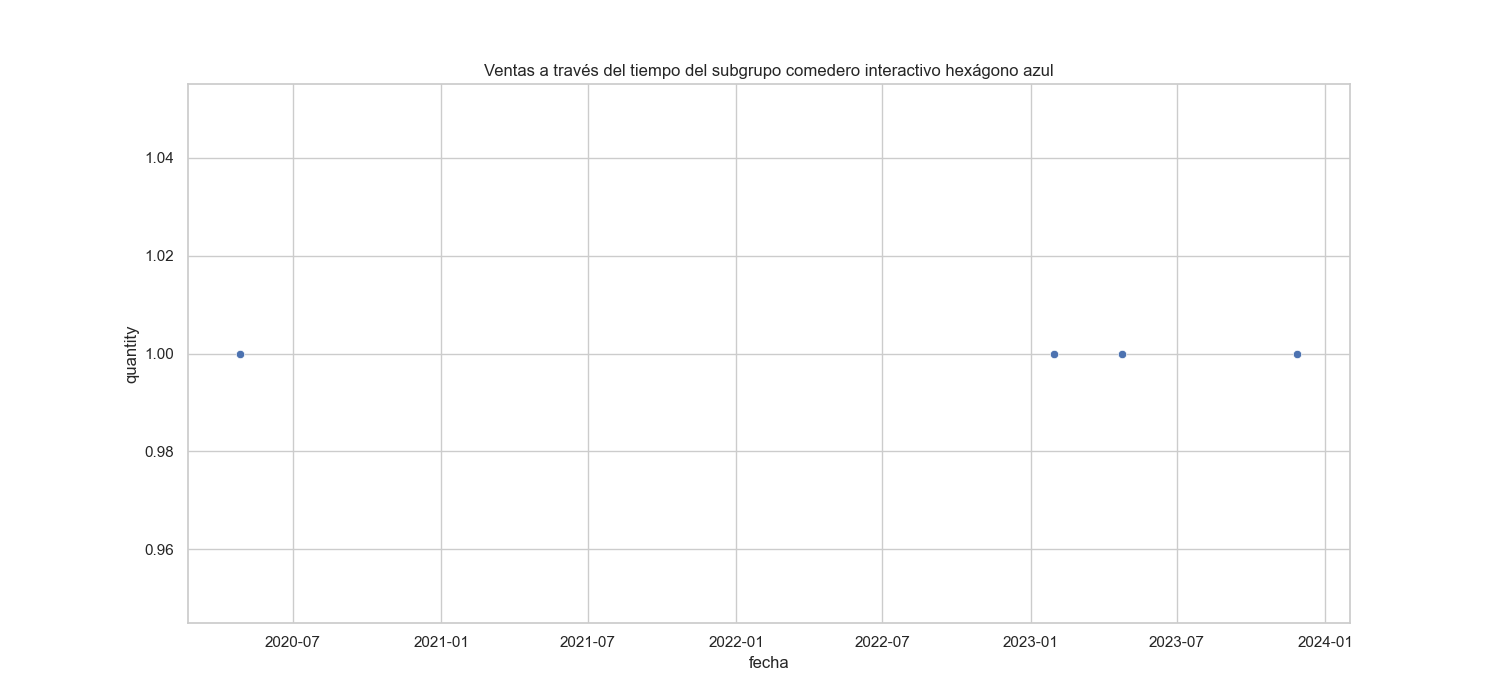 Ventas a través del tiempo del subgrupo comedero interactivo hexágono azul
1.04
1.02
1.00
0.98
0.96
quantity
2020-07 2021-01 2021-07 2022-01 2022-07 2023-01 2023-07 2024-01
fecha